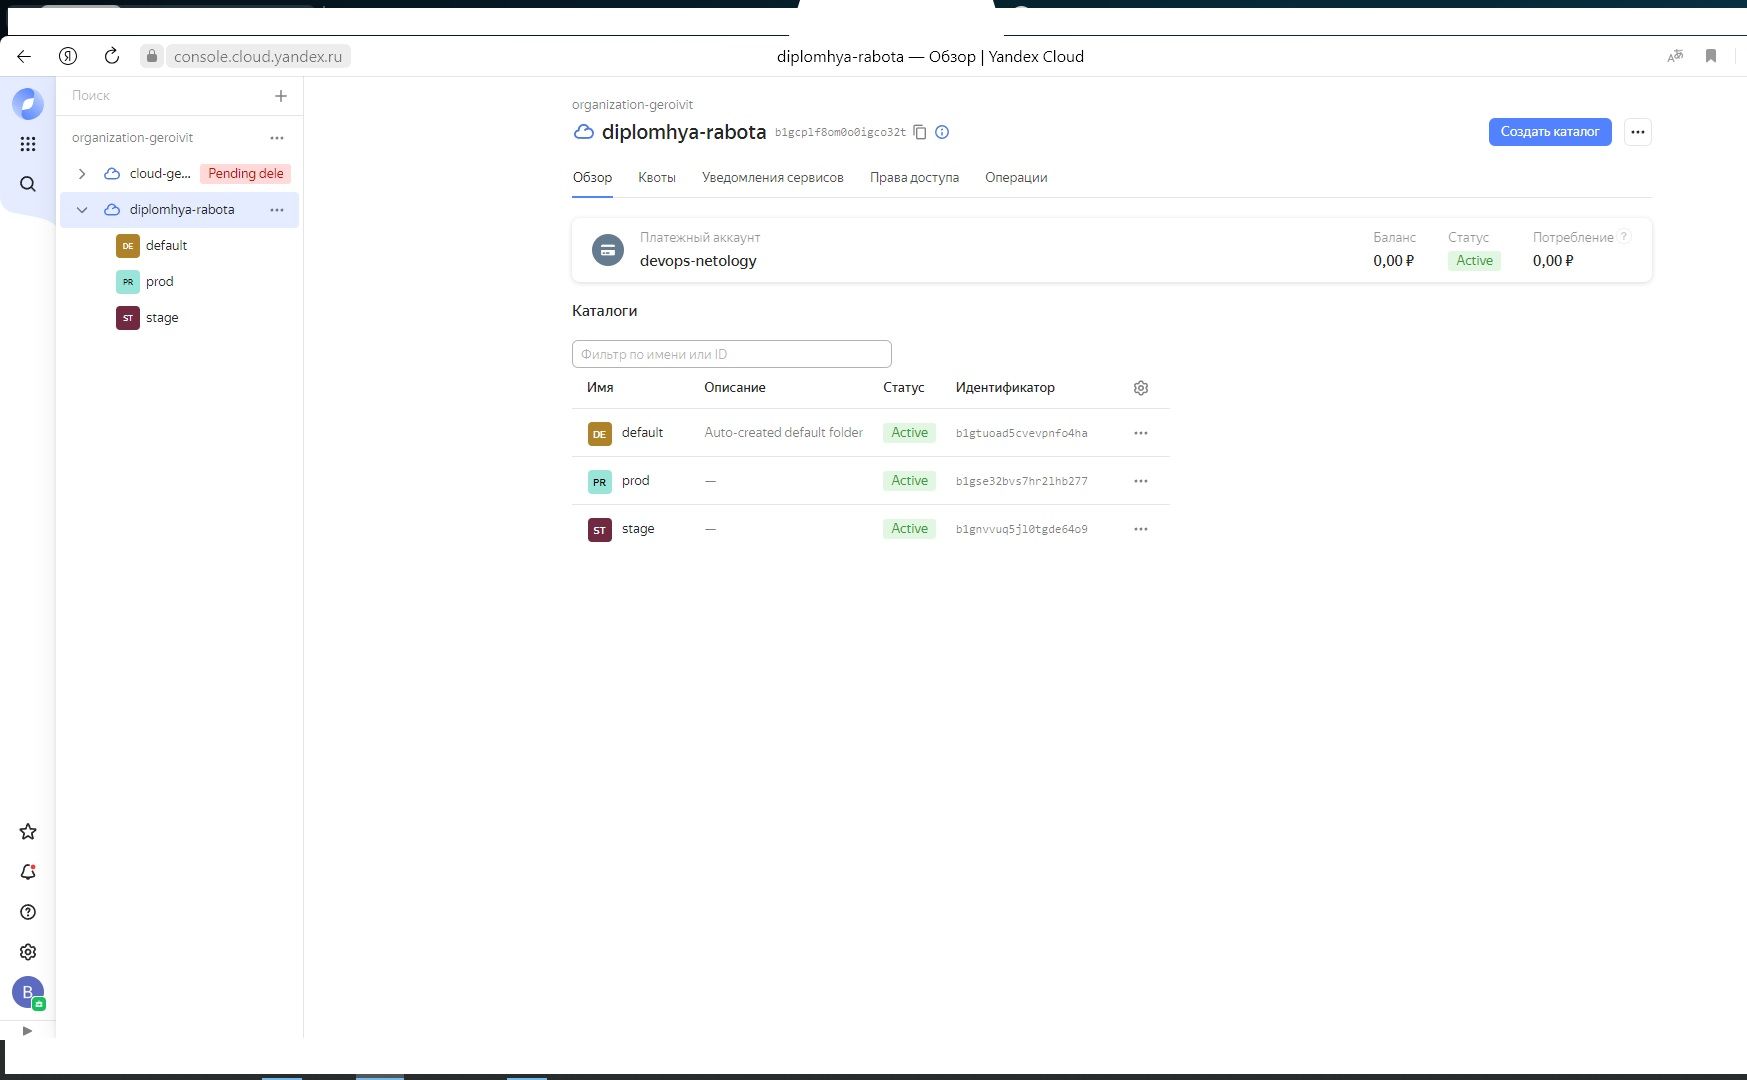 console.cloud.yandex.ru
diplomhya-rabota — Обзор | Yandex Cloud
Поиск
organization-geroivit
cloud-ge... Pending dele
diplomhya-rabota
DE default
PR prod
ST stage
B
organization-geroivit
diplomhya-rabota b1gcplf8om0o0igco32t
Создать каталог
Обзор Квоты Уведомления сервисов Права доступа Операции
Платежный аккаунт Баланс Статус Потребление ?
devops-netology 0,00 ₽ Active 0,00 ₽
Каталоги
Фильтр по имени или ID
Имя Описание Статус Идентификатор
DE default Auto-created default folder Active b1gtuoad5cvevpnfo4ha
PR prod — Active b1gse32bvs7hr2lhb277
ST stage — Active b1gnvvuq5jl0tgde64o9